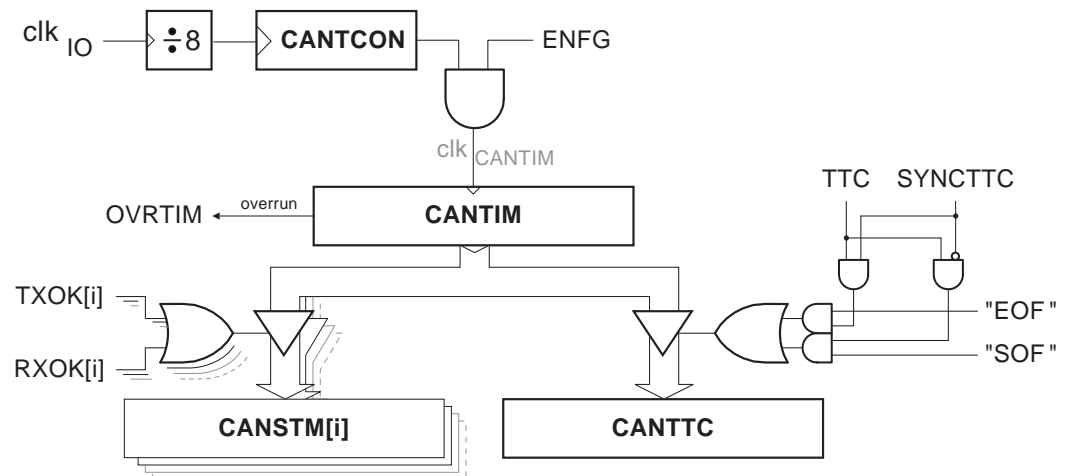 clk IO
÷8
CANTCON
ENFG
clk CANTIM
TTC SYNCTTC
CANTIM
OVRTIM
overrun
TXOK[i]
"EOF"
"SOF"
RXOK[i]
CANSTM[i]
CANTTC